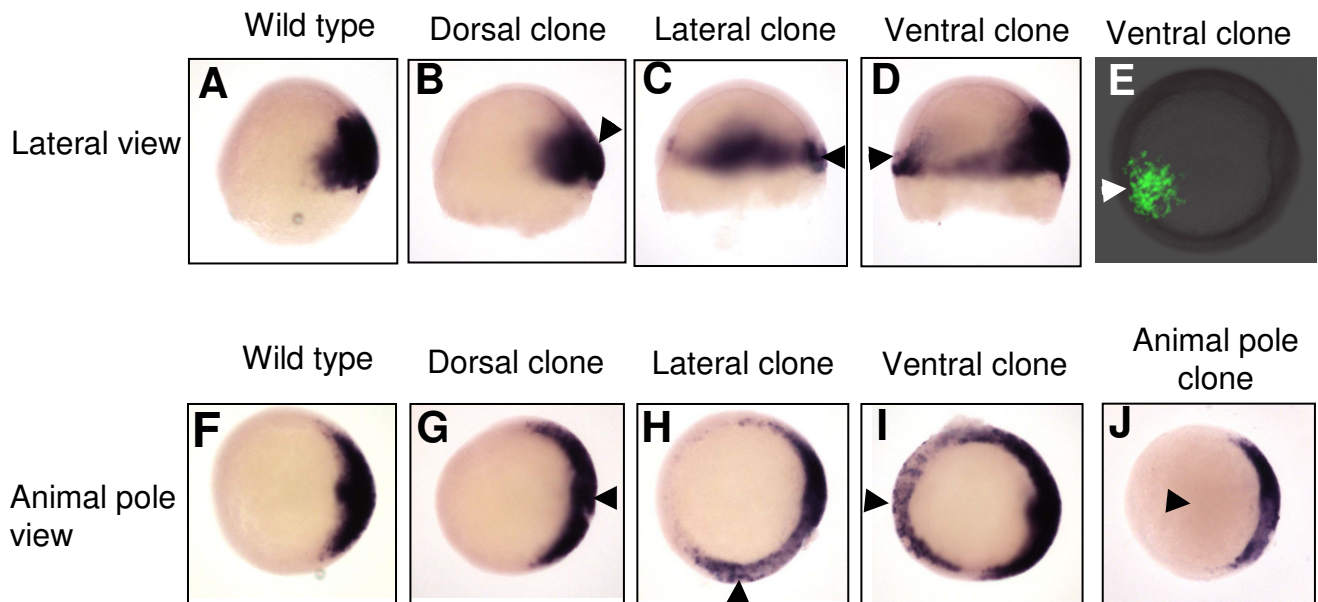 Wild type
Dorsal clone
Lateral clone
Ventral clone
Ventral clone
Lateral view
A
B
C
D
E
Wild type
Dorsal clone
Lateral clone
Ventral clone
Animal pole
clone
Animal pole
view
F
G
H
I
J